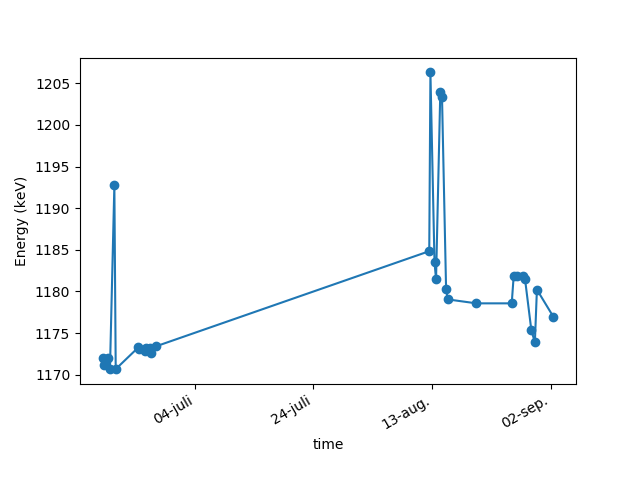 1205
1200
1195
1190
1185
1180
1175
1170
Energy (keV)
04-juli
24-juli
13-aug.
02-sep.
time